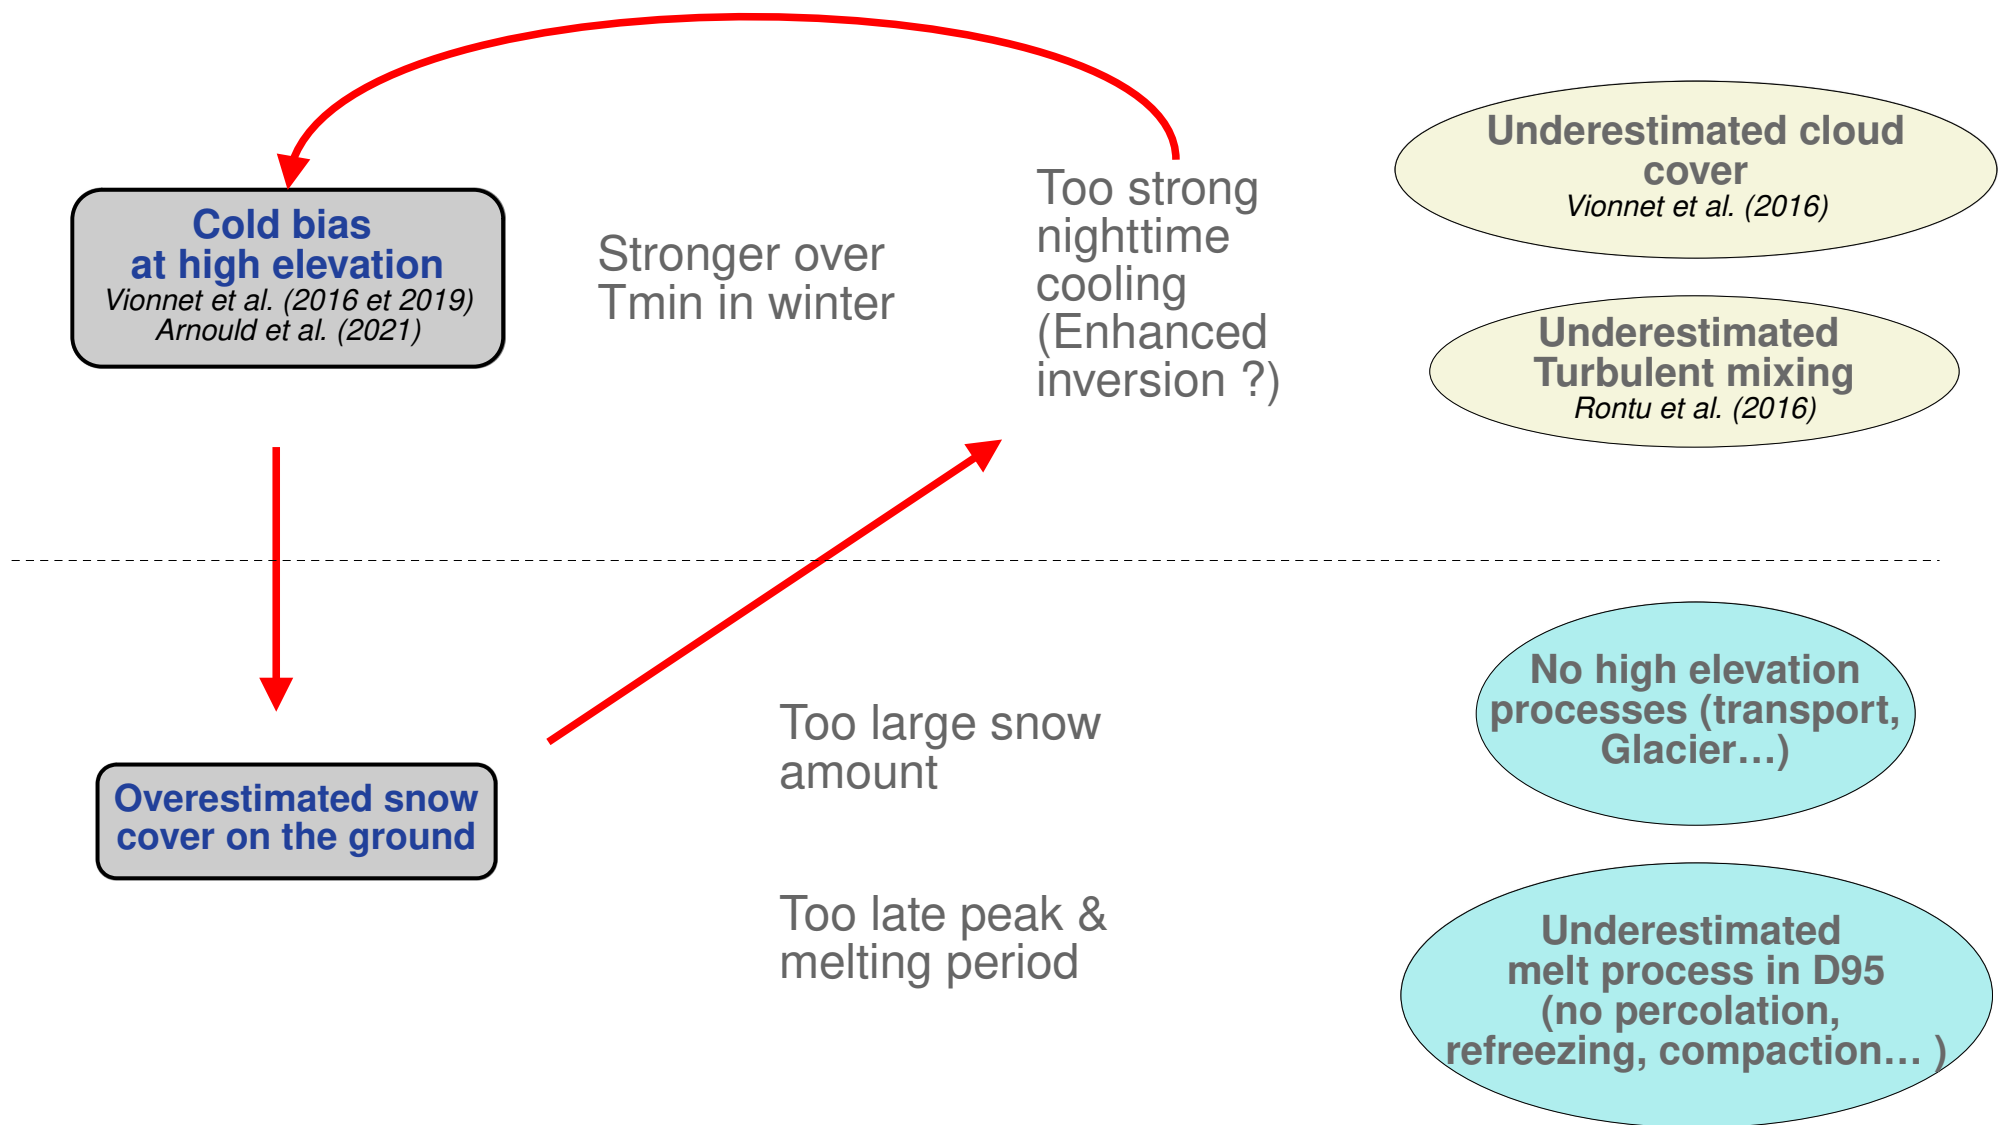 Cold bias
at high elevation
Vionnet et al. (2016 et 2019)
Arnould et al. (2021)
Stronger over
Tmin in winter
Too strong
nighttime
cooling
(Enhanced
inversion ?)
Underestimated cloud
cover
Vionnet et al. (2016)
Underestimated
Turbulent mixing
Rontu et al. (2016)
Overestimated snow
cover on the ground
Too large snow
amount
Too late peak &
melting period
No high elevation
processes (transport,
Glacier…)
Underestimated
melt process in D95
(no percolation,
refreezing, compaction… )